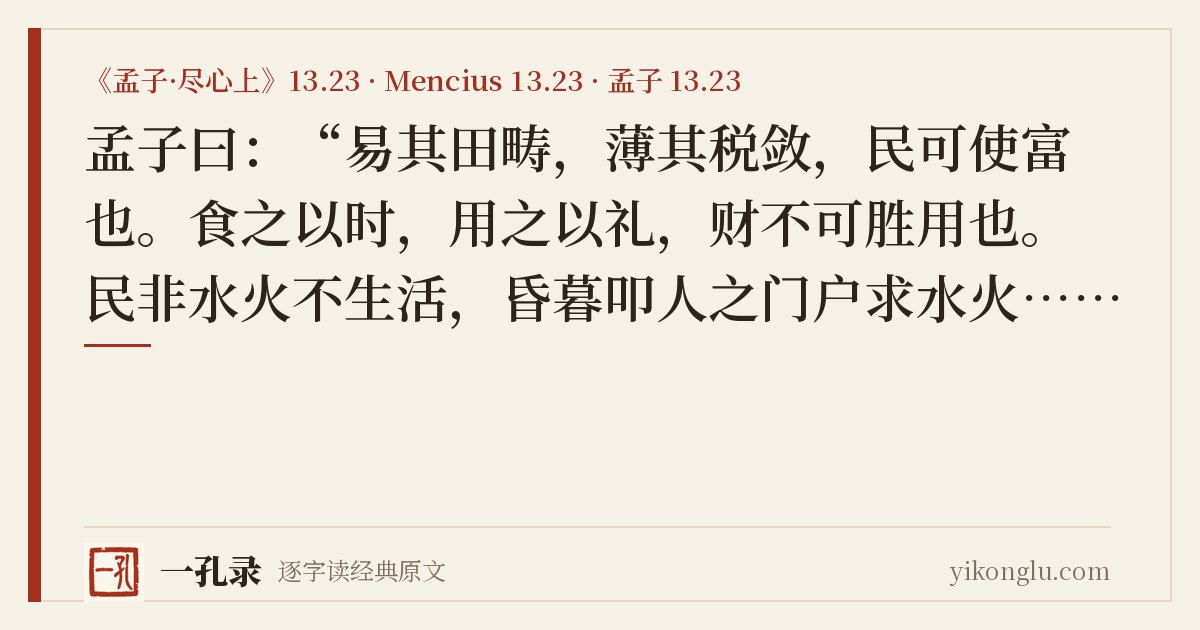 《孟子·尽心上》13.23 · Mencius 13.23 · 孟子 13.23
孟子曰：“易其田畴，薄其税敛，民可使富
也。食之以时，用之以礼，财不可胜用也。
民非水火不生活，昏暮叩人之门户求水火……
一孔
一孔录 逐字读经典原文
yikonglu.com